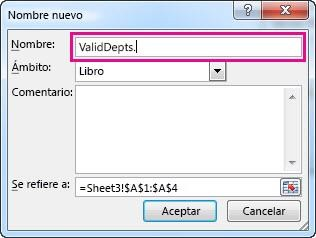 Nombre nuevo
Nombre: ValidDepts.
Ámbito: Libro
Comentario:
Se refiere a: =Sheet3!$A$1:$A$4
Aceptar Cancelar